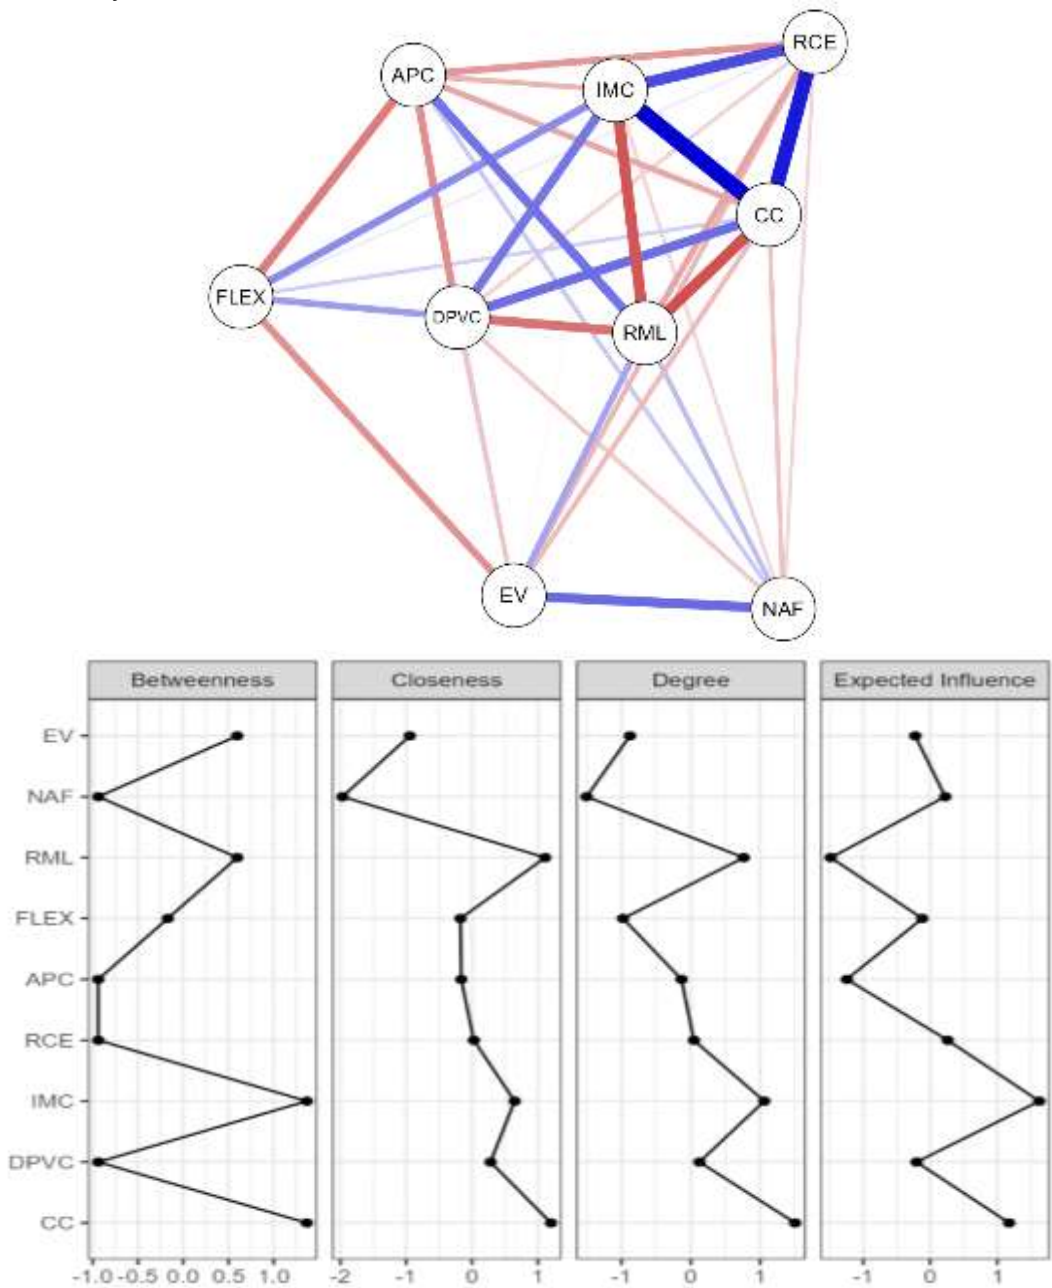 RCE
APC
IMC
CC
FLEX
DPVC
RML
EV
NAF
Betweenness Closeness Degree Expected Influence
EV
NAF
RML
FLEX
APC
RCE
IMC
DPVC
CC
-1.0 -0.5 0.0 0.5 1.0 -2 -1 0 1 -1 0 1 -1 0 1